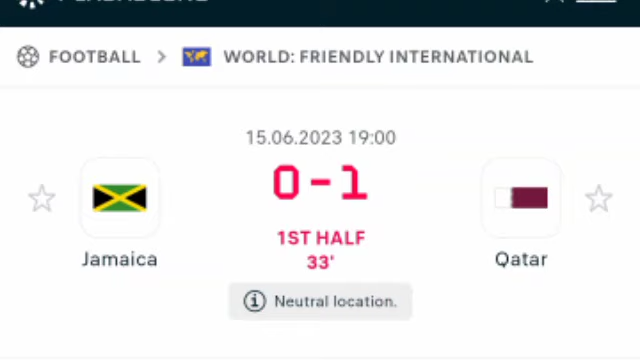 FOOTBALL > WORLD: FRIENDLY INTERNATIONAL
15.06.2023 19:00
0-1
1ST HALF
33'
Jamaica
Qatar
Neutral location.